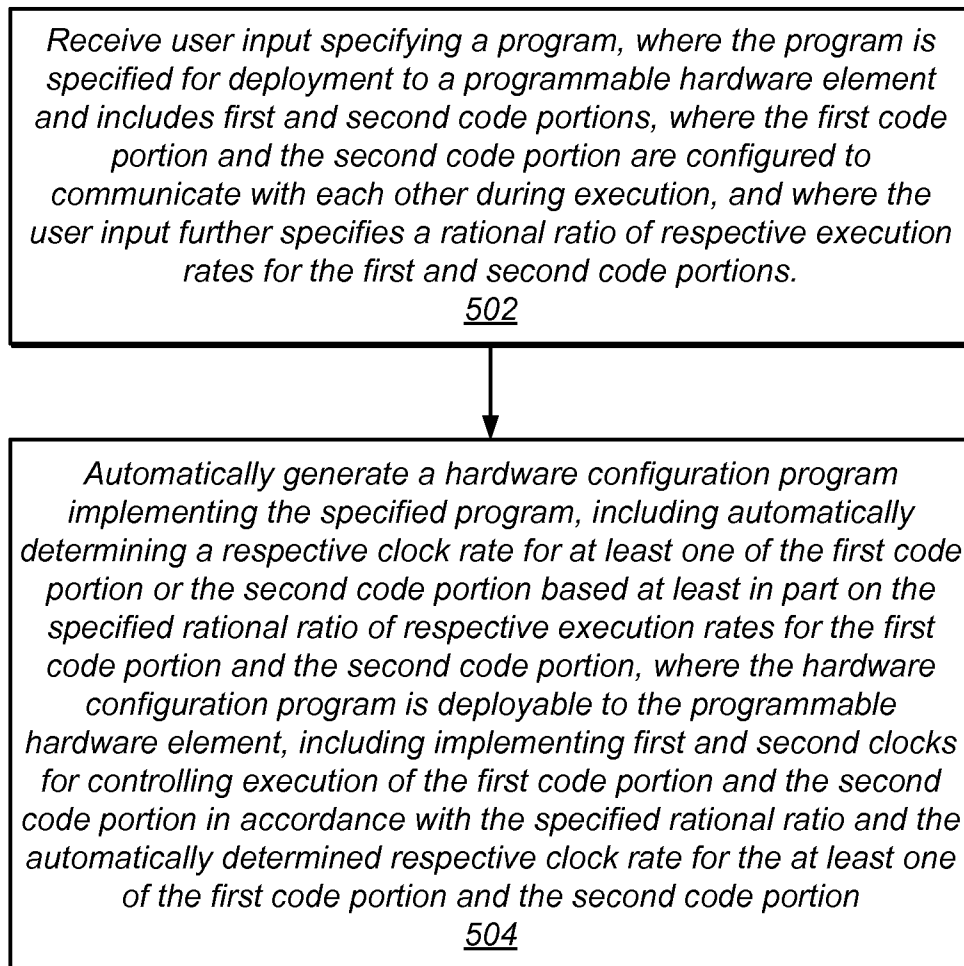 Receive user input specifying a program, where the program is
specified for deployment to a programmable hardware element
and includes first and second code portions, where the first code
portion and the second code portion are configured to
communicate with each other during execution, and where the
user input further specifies a rational ratio of respective execution
rates for the first and second code portions.
502
Automatically generate a hardware configuration program
implementing the specified program, including automatically
determining a respective clock rate for at least one of the first code
portion or the second code portion based at least in part on the
specified rational ratio of respective execution rates for the first
code portion and the second code portion, where the hardware
configuration program is deployable to the programmable
hardware element, including implementing first and second clocks
for controlling execution of the first code portion and the second
code portion in accordance with the specified rational ratio and the
automatically determined respective clock rate for the at least one
of the first code portion and the second code portion
504